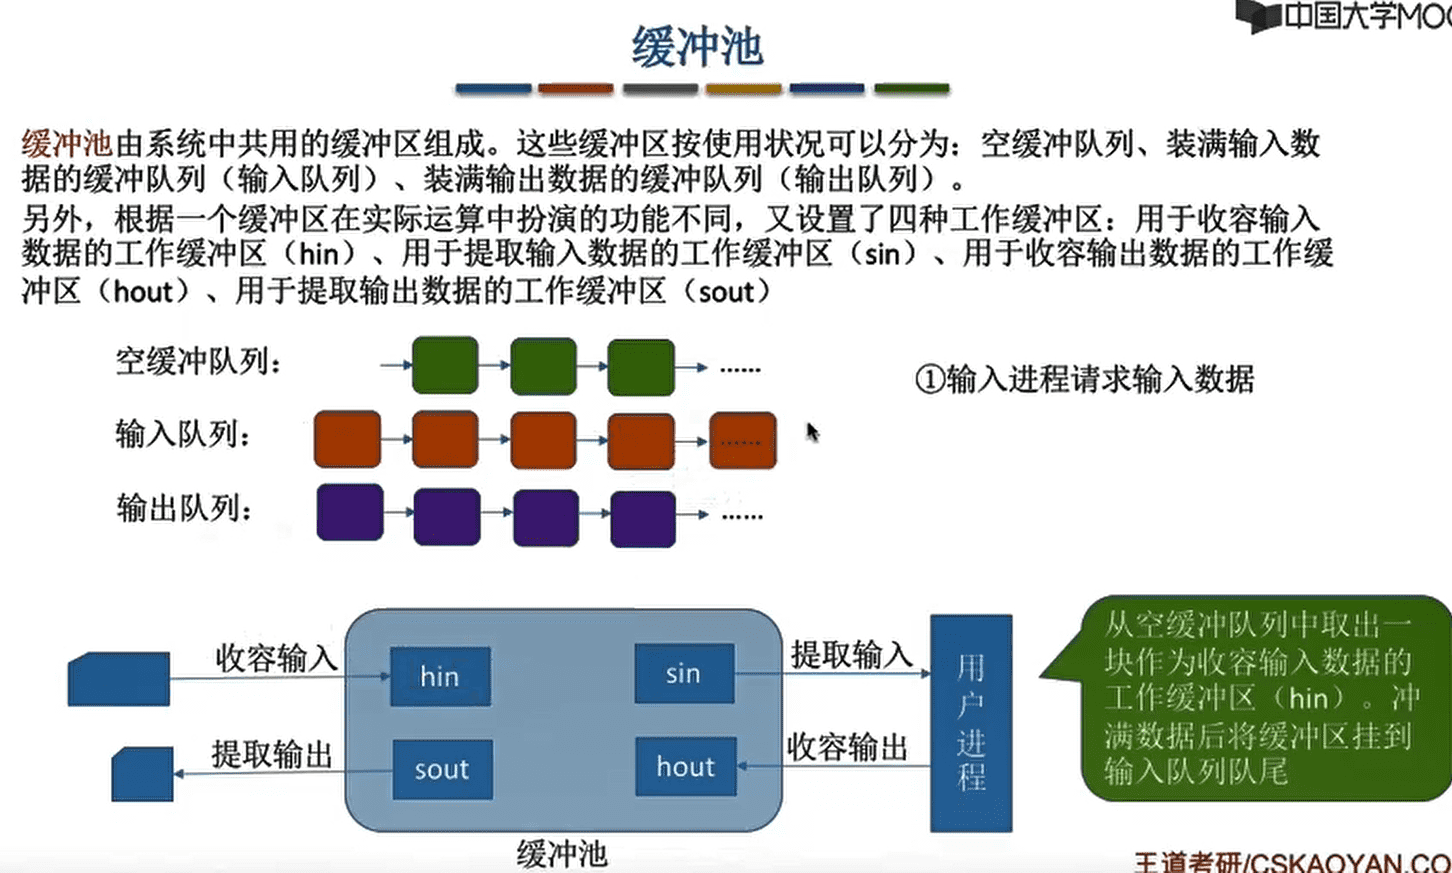 中国大学MOO
缓冲池
缓冲池由系统中共用的缓冲区组成。这些缓冲区按使用状况可以分为：空缓冲队列、装满输入数
据的缓冲队列（输入队列）、装满输出数据的缓冲队列（输出队列）。
另外，根据一个缓冲区在实际运算中扮演的功能不同，又设置了四种工作缓冲区：用于收容输入
数据的工作缓冲区（hin）、用于提取输入数据的工作缓冲区（sin）、用于收容输出数据的工作缓
冲区（hout）、用于提取输出数据的工作缓冲区（sout）
空缓冲队列：
……
①输入进程请求输入数据
输入队列：
……
输出队列：
……
收容输入
hin
sin
提取输入
提取输出
sout
hout
收容输出
用
户
进
程
从空缓冲队列中取出一
块作为收容输入数据的
工作缓冲区（hin）。冲
满数据后将缓冲区挂到
输入队列队尾
缓冲池
王道考研/CSKAOYAN.CO